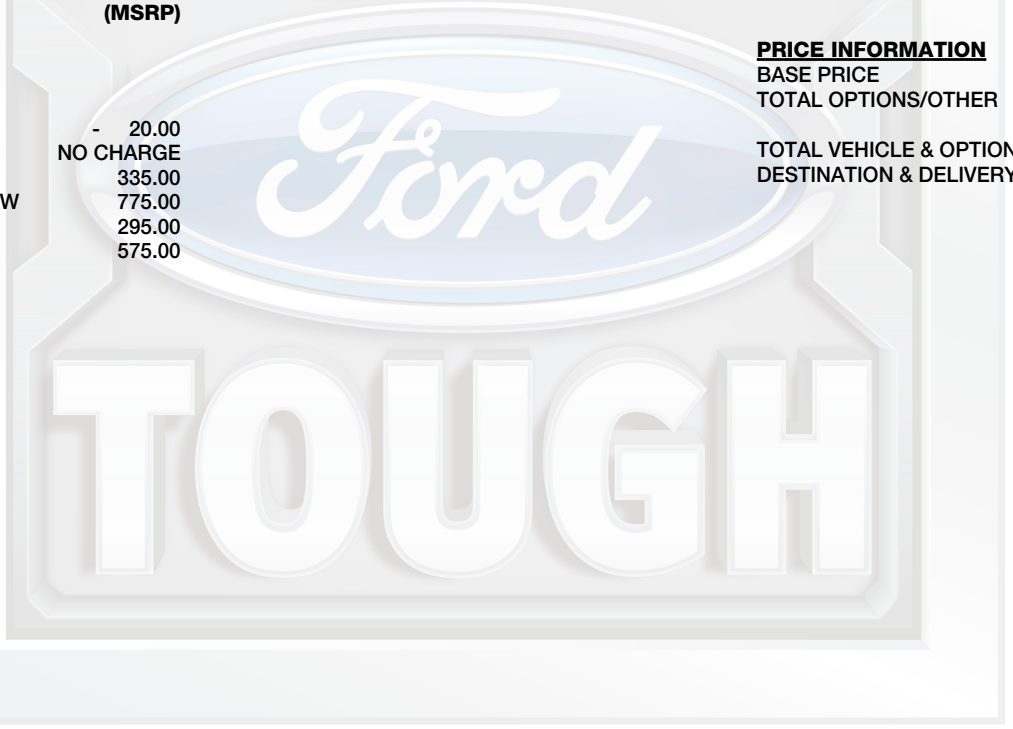 (MSRP)
- 20.00
NO CHARGE
335.00
W 775.00
295.00
575.00
PRICE INFORMATION
BASE PRICE
TOTAL OPTIONS/OTHER
TOTAL VEHICLE & OPTION
DESTINATION & DELIVERY
Ford
TOUGH